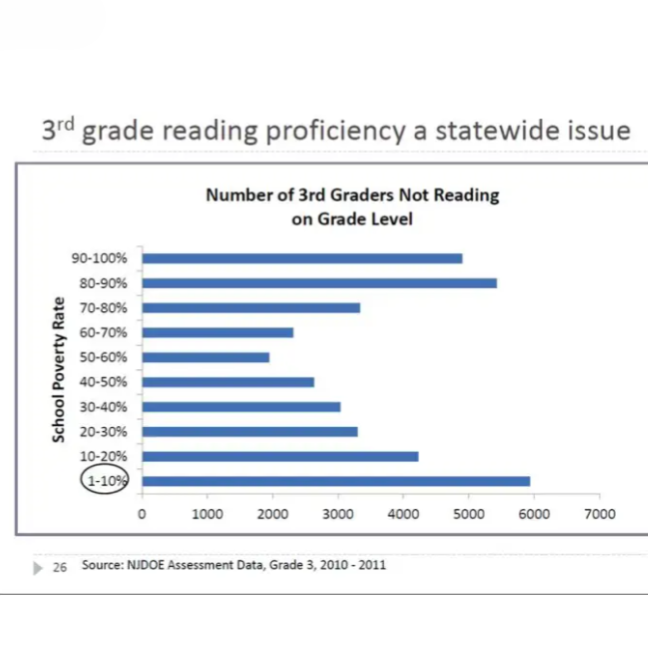 3rd grade reading proficiency a statewide issue
Number of 3rd Graders Not Reading
on Grade Level
School Poverty Rate
90-100%
80-90%
70-80%
60-70%
50-60%
40-50%
30-40%
20-30%
10-20%
1-10%
0 1000 2000 3000 4000 5000 6000 7000
26 Source: NJDOE Assessment Data, Grade 3, 2010 - 2011